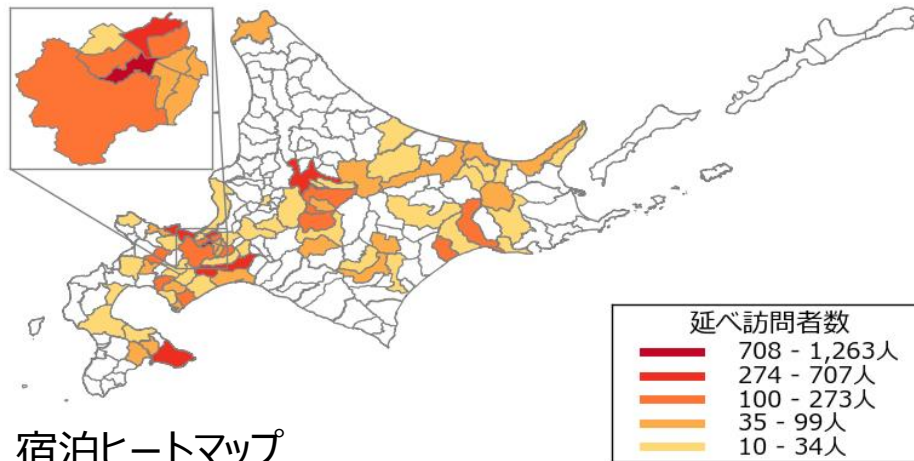 延べ訪問者数
708 - 1,263人
274 - 707人
100 - 273人
35 - 99人
10 - 34人
宿泊ヒートマップ